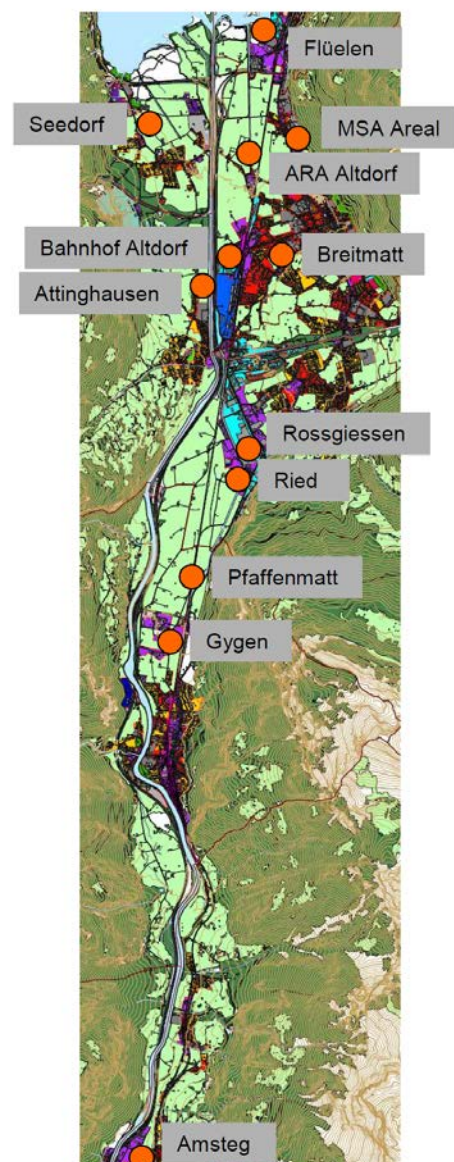 Flüelen
Seedorf
MSA Areal
ARA Altdorf
Bahnhof Altdorf
Breitmatt
Attinghausen
Rossgiessen
Ried
Pfaffenmatt
Gygen
Amsteg